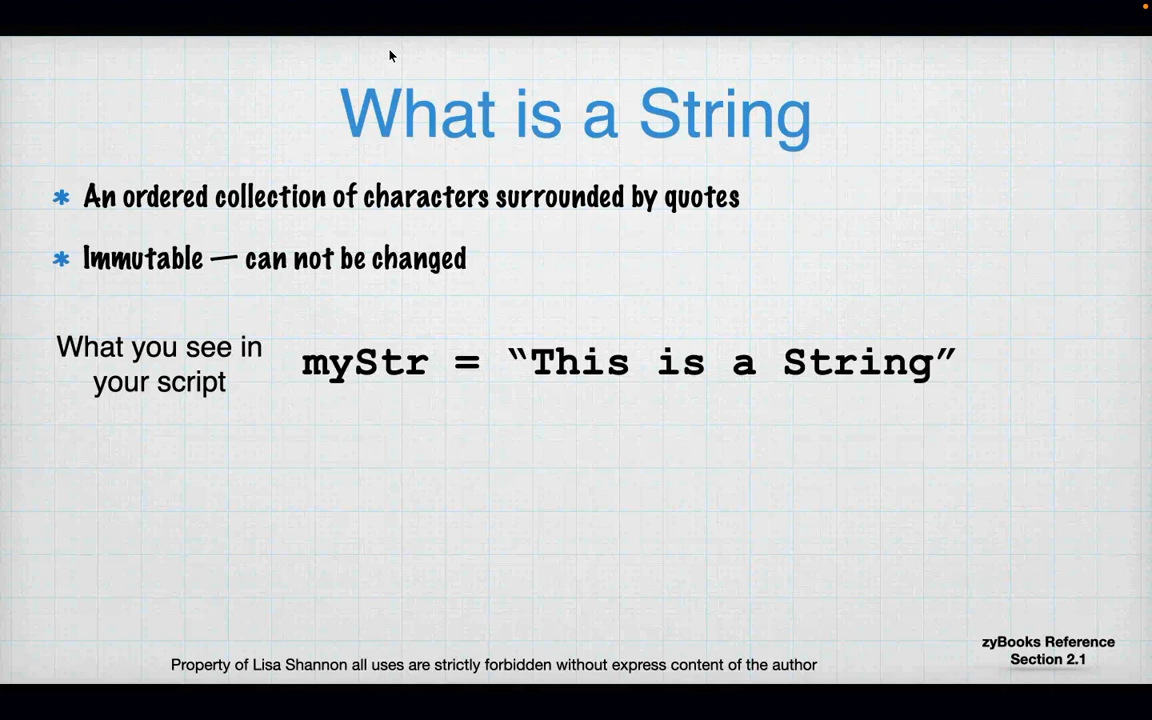 What is a String
* An ordered collection of characters surrounded by quotes
* Immutable — can not be changed
What you see in
your script
myStr = “This is a String”
zyBooks Reference
Section 2.1
Property of Lisa Shannon all uses are strictly forbidden without express content of the author